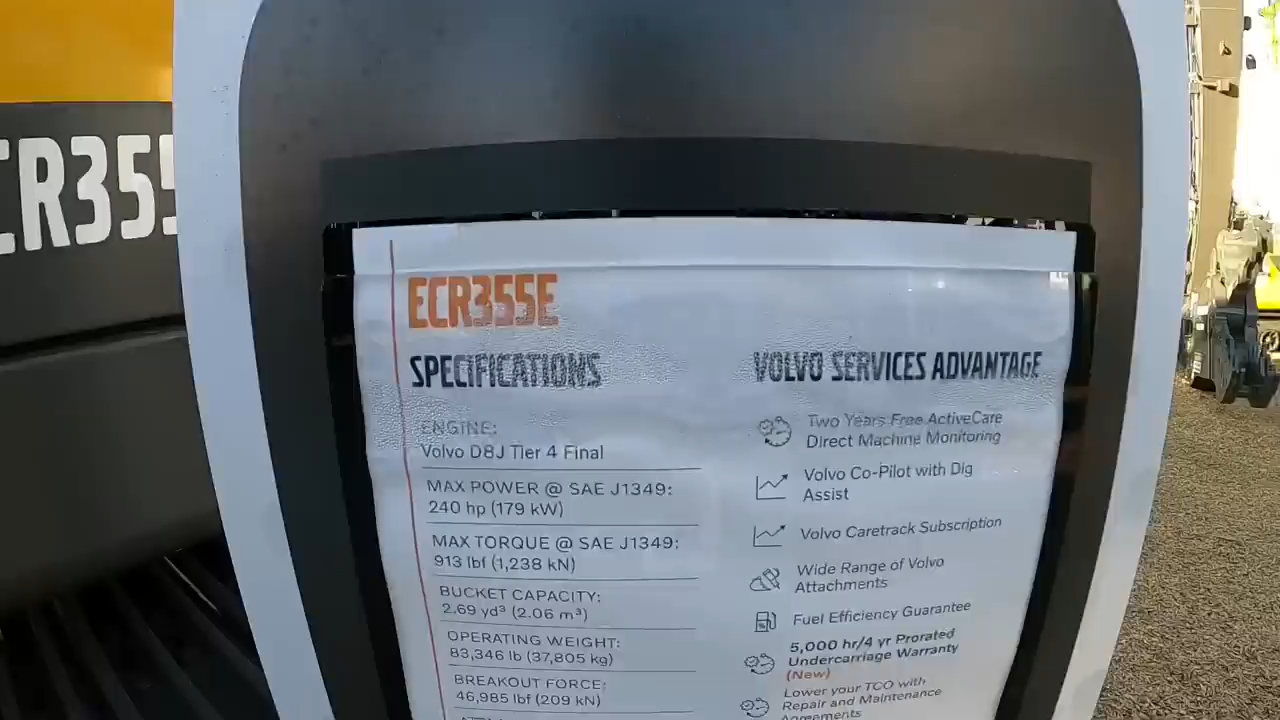 CR355
ECR355E
SPECIFICATIONS
ENGINE:
Volvo D8J Tier 4 Final
MAX POWER @ SAE J1349:
240 hp (179 kW)
MAX TORQUE @ SAE J1349:
913 lbf (1,238 kN)
BUCKET CAPACITY:
2.69 yd³ (2.06 m³)
OPERATING WEIGHT:
83,346 lb (37,805 kg)
BREAKOUT FORCE:
46,985 lbf (209 kN)
VOLVO SERVICES ADVANTAGE
Two Years Free ActiveCare
Direct Machine Monitoring
Volvo Co-Pilot with Dig
Assist
Volvo Caretrack Subscription
Wide Range of Volvo
Attachments
Fuel Efficiency Guarantee
5,000 hr/4 yr Prorated
Undercarriage Warranty
(New)
Lower your TCO with
Repair and Maintenance
Agreements